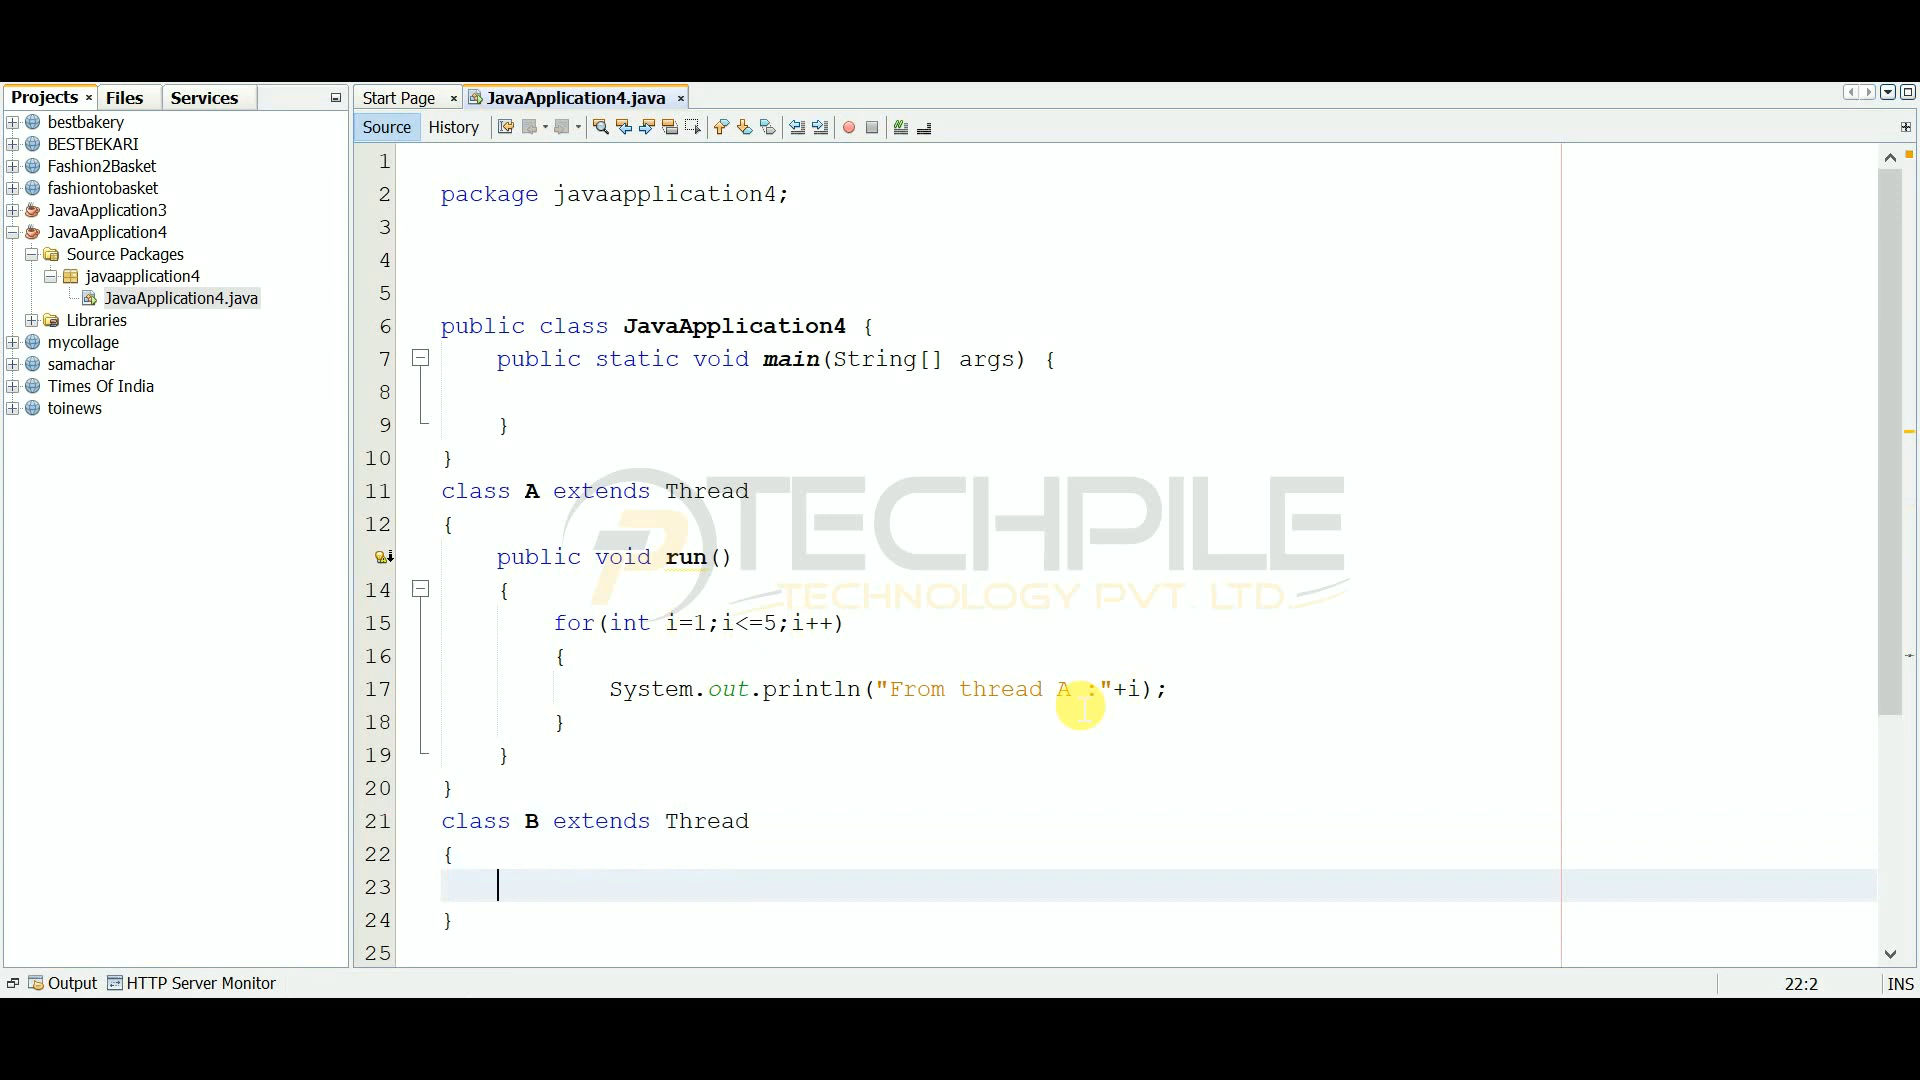 Projects Files Services
bestbakery
BESTBEKARI
Fashion2Basket
fashiontobasket
JavaApplication3
JavaApplication4
Source Packages
javaapplication4
JavaApplication4.java
Libraries
mycollage
samachar
Times Of India
toinews
Start Page JavaApplication4.java
Source History
1
2 package javaapplication4;
3
4
5
6 public class JavaApplication4 {
7 public static void main(String[] args) {
8
9 }
10 }
11 class A extends Thread
12 {
public void run()
14 {
15 for(int i=1;i<=5;i++)
16 {
17 System.out.println("From thread A :"+i);
18 }
19 }
20 }
21 class B extends Thread
22 {
23
24 }
25
TECHPILE
TECHNOLOGY PVT. LTD.
Output HTTP Server Monitor 22:2 INS